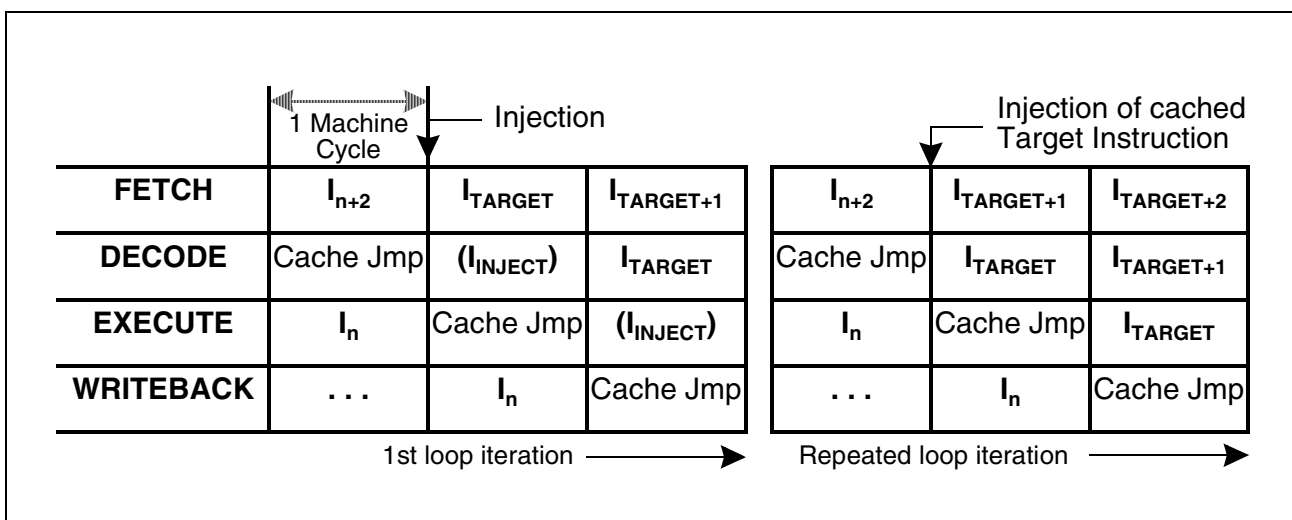 1 Machine
Cycle
Injection
Injection of cached
Target Instruction
FETCH I_{n+2} I_{TARGET} I_{TARGET+1} I_{n+2} I_{TARGET+1} I_{TARGET+2}
DECODE Cache Jmp (I_{INJECT}) I_{TARGET} Cache Jmp I_{TARGET} I_{TARGET+1}
EXECUTE I_n Cache Jmp (I_{INJECT}) I_n Cache Jmp I_{TARGET}
WRITEBACK . . . I_n Cache Jmp . . . I_n Cache Jmp
1st loop iteration
Repeated loop iteration